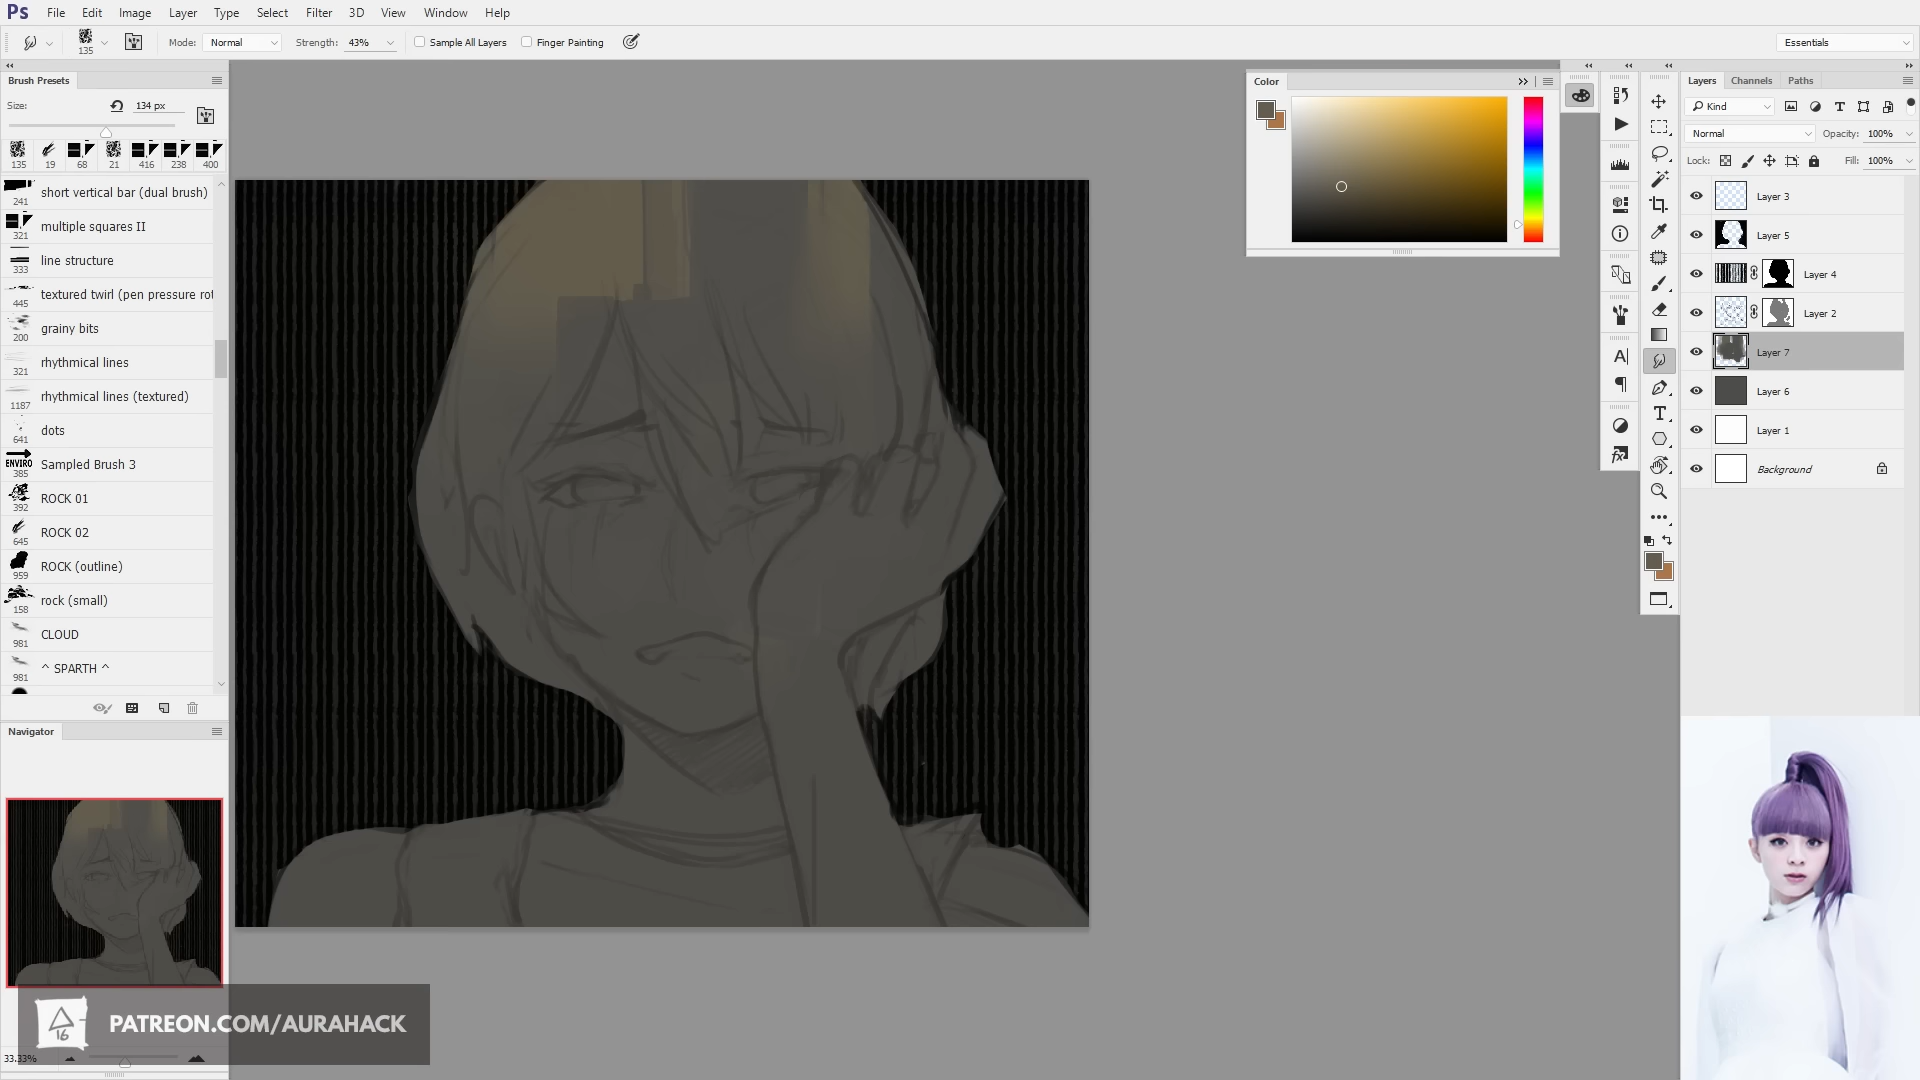 Ps File Edit Image Layer Type Select Filter 3D View Window Help
135 Mode: Normal Strength: 43% Sample All Layers Finger Painting Essentials
Brush Presets
Size: 134 px
135 19 68 21 416 238 400
241 short vertical bar (dual brush)
321 multiple squares II
333 line structure
445 textured twirl (pen pressure rot
200 grainy bits
321 rhythmical lines
1187 rhythmical lines (textured)
641 dots
ENVIRO 385 Sampled Brush 3
392 ROCK 01
645 ROCK 02
959 ROCK (outline)
158 rock (small)
981 CLOUD
981 ^ SPARTH ^
Navigator
16 PATREON.COM/AURAHACK
33.33%
Color
Layers Channels Paths
Kind
Normal Opacity: 100%
Lock: Fill: 100%
Layer 3
Layer 5
Layer 4
Layer 2
Layer 7
Layer 6
Layer 1
Background